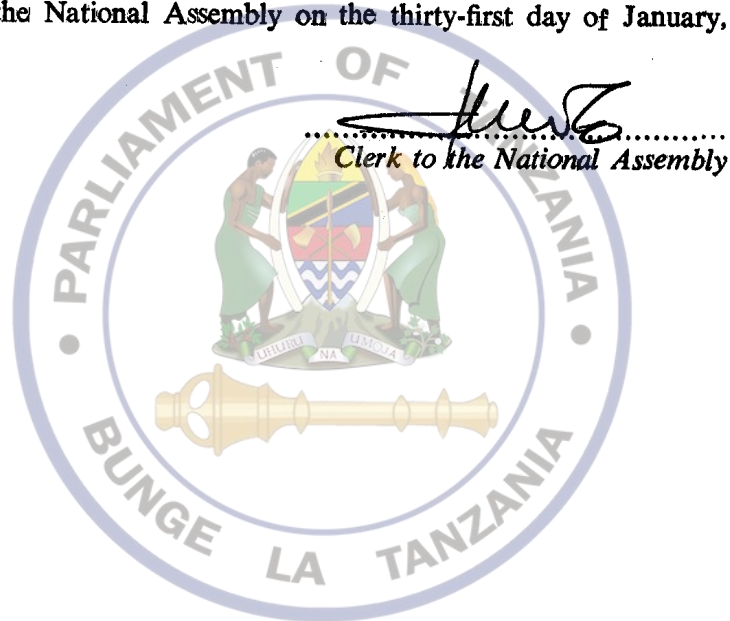 the National Assembly on the thirty-first day of January,
Clerk to the National Assembly
PARLIAMENT OF TANZANIA
UHURU NA UMOJA
BUNGE LA TANZANIA